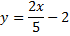 y = 2x/5 − 2